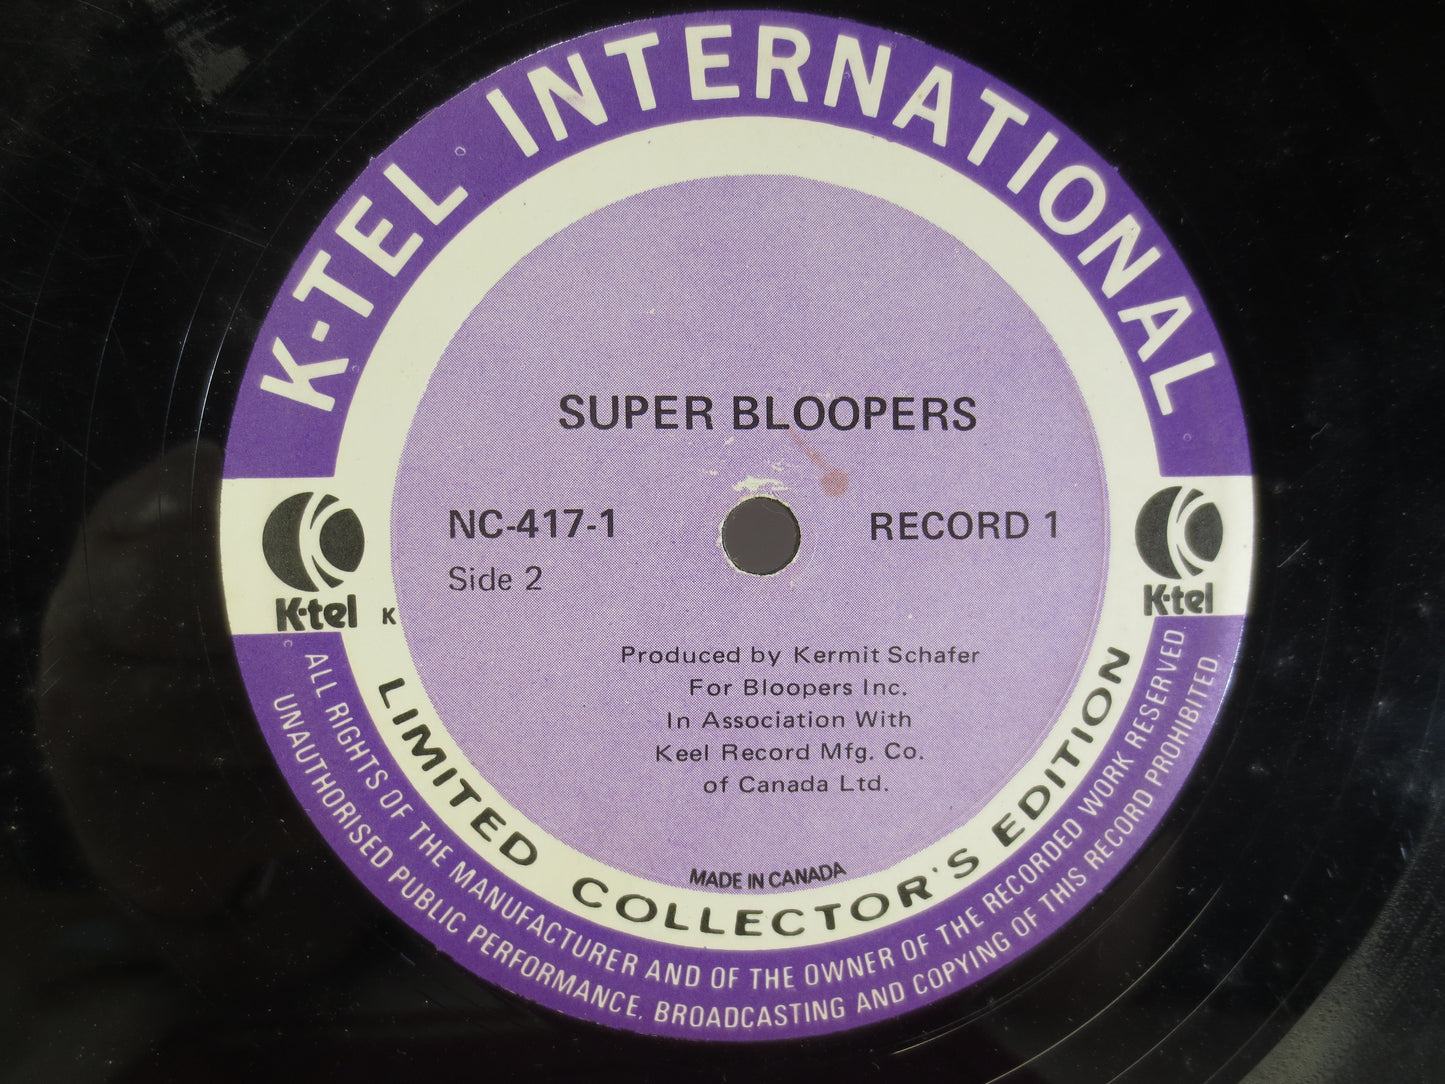 K-TEL INTERNATIONAL
SUPER BLOOPERS
NC-417-1
RECORD 1
Side 2
K-tel
K
K-tel
Produced by Kermit Schafer
For Bloopers Inc.
In Association With
Keel Record Mfg. Co.
of Canada Ltd.
MADE IN CANADA
LIMITED COLLECTOR'S EDITION
ALL RIGHTS OF THE MANUFACTURER AND OF THE OWNER OF THE RECORDED WORK RESERVED
UNAUTHORISED PUBLIC PERFORMANCE, BROADCASTING AND COPYING OF THIS RECORD PROHIBITED.